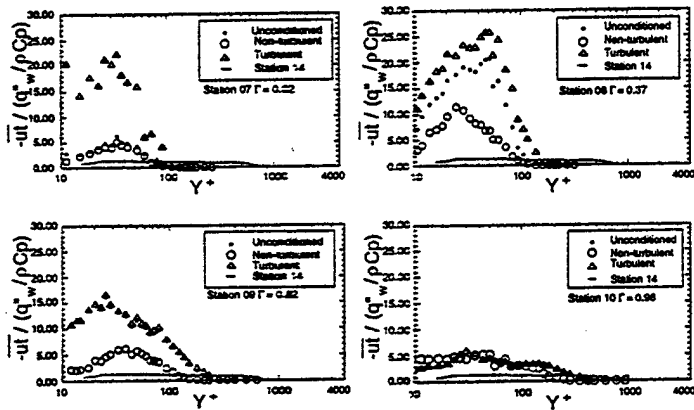 30.00
25.00
20.00
15.00
10.00
5.00
0.00
-ut / (q"w/ρCp)
Unconditioned
Non-turbulent
Turbulent
Station 14
Station 07 Γ =
10
100
1000
4000
Y+
30.00
25.00
20.00
15.00
10.00
5.00
0.00
-ut / (q"w/ρCp)
Unconditioned
Non-turbulent
Turbulent
Station 14
Station 08 Γ = 0.37
10
100
1000
4000
Y+
30.00
25.00
20.00
15.00
10.00
5.00
0.00
-ut / (q"w/ρCp)
Unconditioned
Non-turbulent
Turbulent
Station 14
Station 09 Γ =
10
100
1000
4000
Y+
30.00
25.00
20.00
15.00
10.00
5.00
0.00
-ut / (q"w/ρCp)
Unconditioned
Non-turbulent
Turbulent
Station 14
Station 10 Γ = 0.96
10
100
1000
4000
Y+